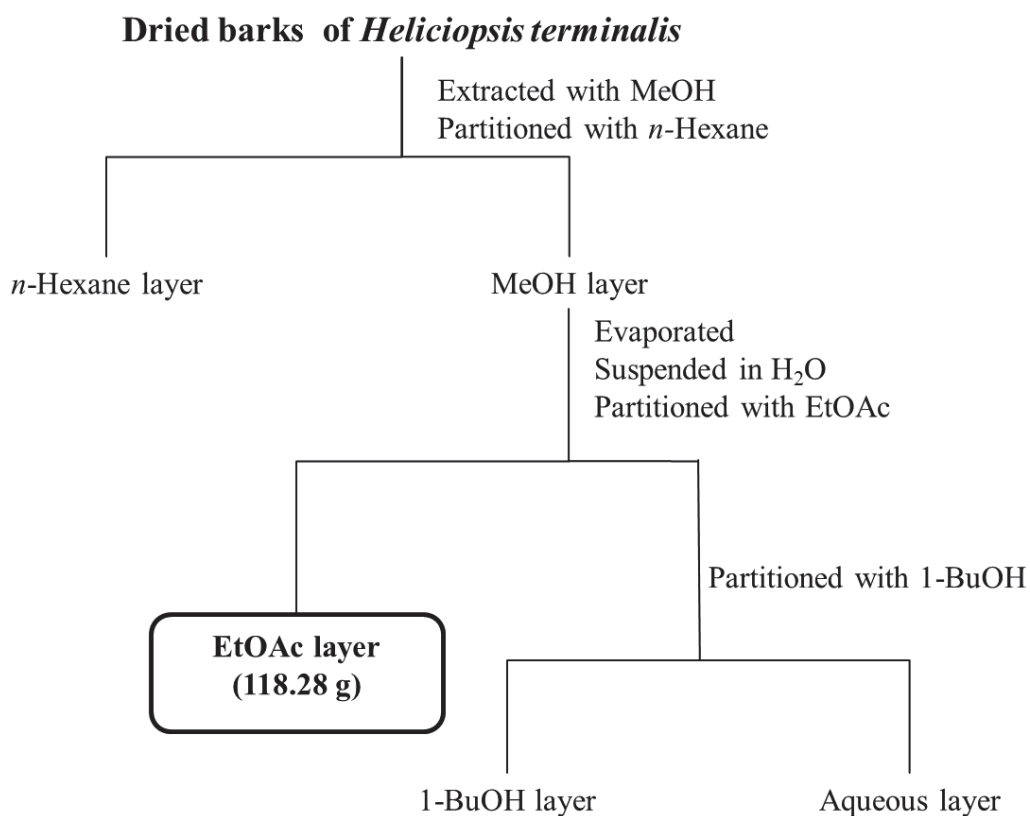 Dried barks of Heliciopsis terminalis
Extracted with MeOH
Partitioned with n-Hexane
n-Hexane layer
MeOH layer
Evaporated
Suspended in H₂O
Partitioned with EtOAc
Partitioned with 1-BuOH
EtOAc layer
(118.28 g)
1-BuOH layer
Aqueous layer